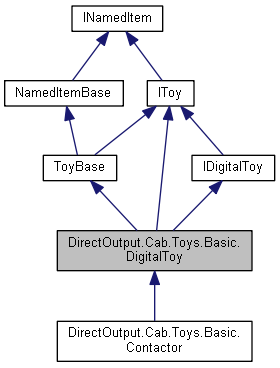 INamedItem
NamedItemBase
IToy
ToyBase
IDigitalToy
DirectOutput.Cab.Toys.Basic.
DigitalToy
DirectOutput.Cab.Toys.Basic.
Contactor